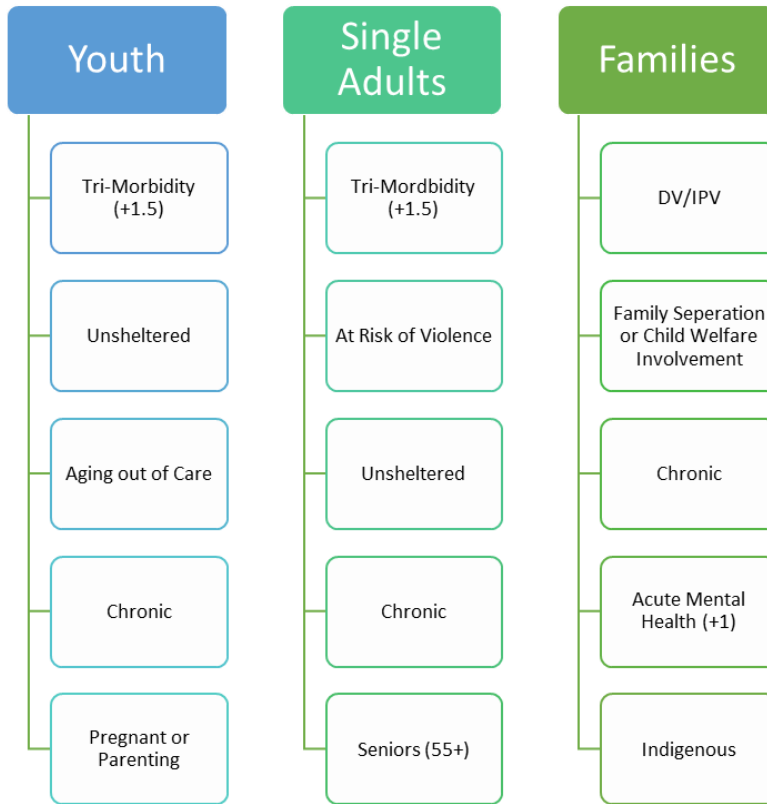 Youth
Tri-Morbidity
(+1.5)
Unsheltered
Aging out of Care
Chronic
Pregnant or
Parenting
Single
Adults
Tri-Mordbidity
(+1.5)
At Risk of Violence
Unsheltered
Chronic
Seniors (55+)
Families
DV/IPV
Family Seperation
or Child Welfare
Involvement
Chronic
Acute Mental
Health (+1)
Indigenous